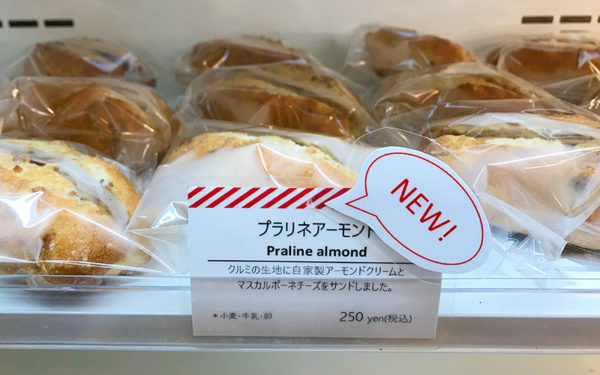 プラリネアーモンド
NEW!
Praline almond
クルミの生地に自家製アーモンドクリームと
マスカルポーネチーズをサンドしました。
*小麦・牛乳・卵
250 yen(税込)